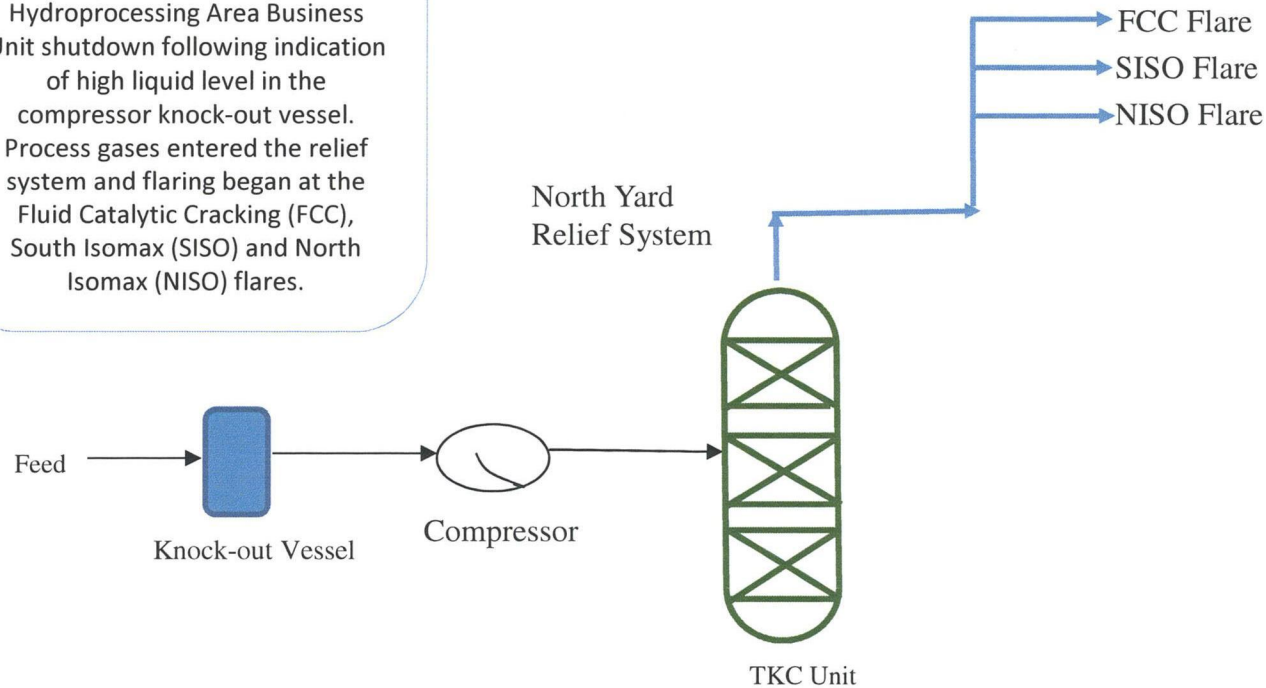 Hydroprocessing Area Business
Unit shutdown following indication
of high liquid level in the
compressor knock-out vessel.
Process gases entered the relief
system and flaring began at the
Fluid Catalytic Cracking (FCC),
South Isomax (SISO) and North
Isomax (NISO) flares.
FCC Flare
SISO Flare
NISO Flare
North Yard
Relief System
Feed
Knock-out Vessel
Compressor
TKC Unit